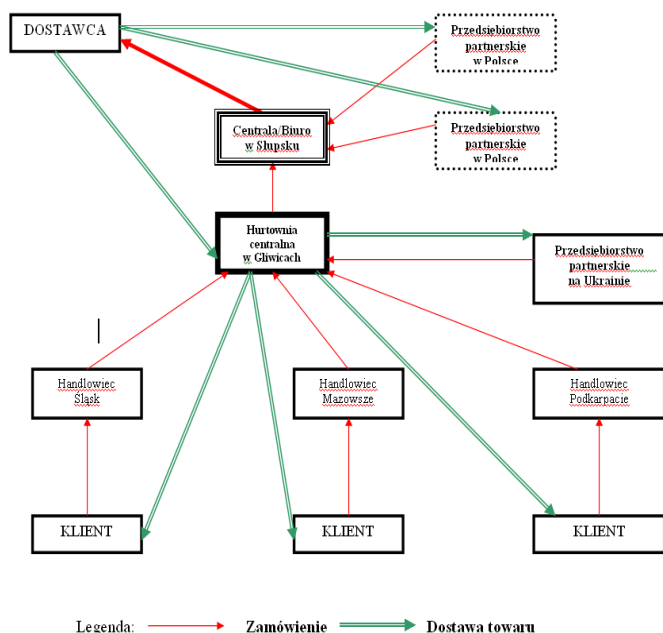 DOSTAWCA
Przedsiębiorstwo
partnerskie
w Polsce
Centrala/Biuro
w Słupsku
Przedsiębiorstwo
partnerskie
w Polsce
Hurtownia
centralna
w Gliwicach
Przedsiębiorstwo
partnerskie
na Ukrainie
Handlowiec
Śląsk
Handlowiec
Mazowsze
Handlowiec
Podkarpacie
KLIENT
KLIENT
KLIENT
Legenda: Zamówienie Dostawa towaru